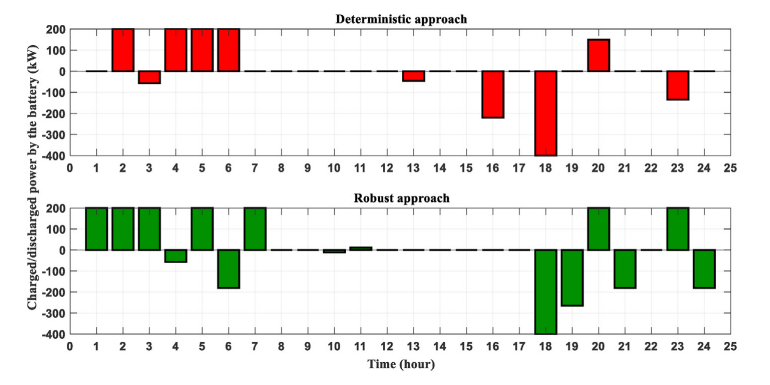 Deterministic approach
Charged/discharged power by the battery (kW)
200
100
0
-100
-200
-300
-400
0 1 2 3 4 5 6 7 8 9 10 11 12 13 14 15 16 17 18 19 20 21 22 23 24 25
Robust approach
200
100
0
-100
-200
-300
-400
0 1 2 3 4 5 6 7 8 9 10 11 12 13 14 15 16 17 18 19 20 21 22 23 24 25
Time (hour)